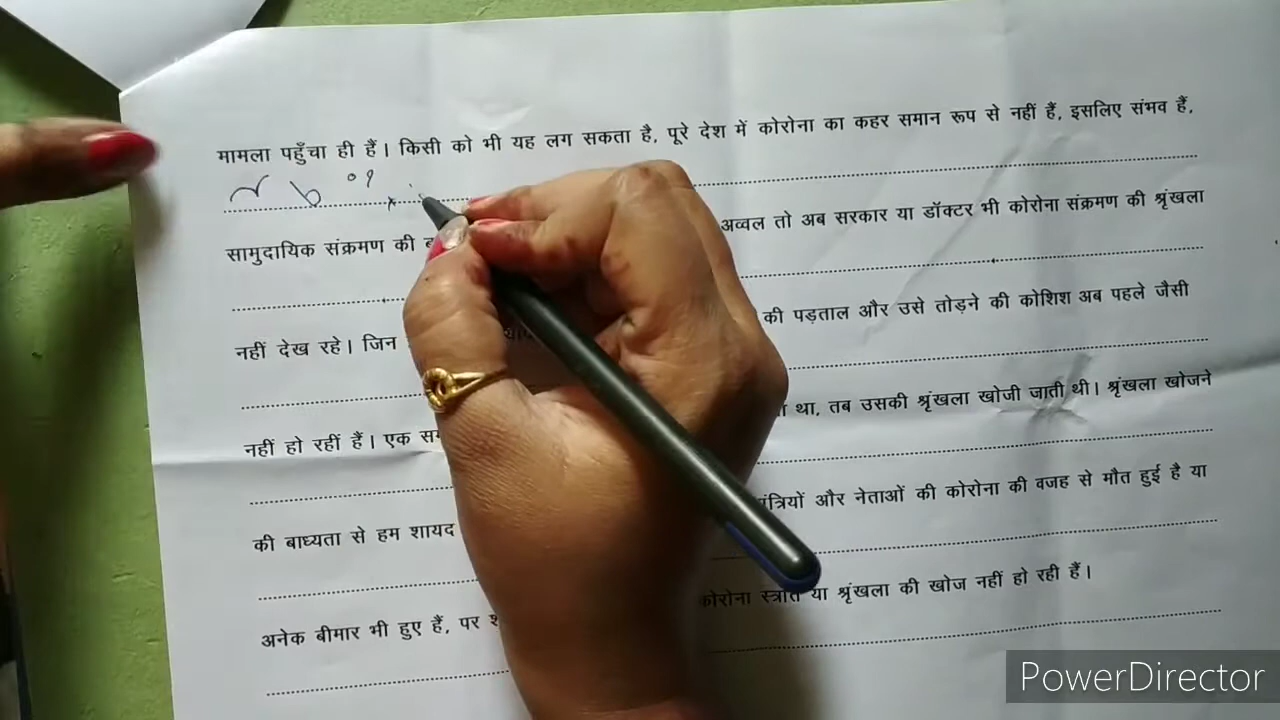 मामला पहुँचा ही हैं। किसी को भी यह लग सकता है, पूरे देश में कोरोना का कहर समान रूप से नहीं हैं, इसलिए संभव हैं,
सामुदायिक संक्रमण की अव्वल तो अब सरकार या डॉक्टर भी कोरोना संक्रमण की श्रृंखला
नहीं देख रहे। जिन की पड़ताल और उसे तोड़ने की कोशिश अब पहले जैसी
नहीं हो रहीं हैं। एक था, तब उसकी श्रृंखला खोजी जाती थी। श्रृंखला खोजने
की बाध्यता से हम शायद और नेताओं की कोरोना की वजह से मौत हुई है या
अनेक बीमार भी हुए हैं, पर कोरोना स्त्रोत या श्रृंखला की खोज नहीं हो रही हैं।
PowerDirector